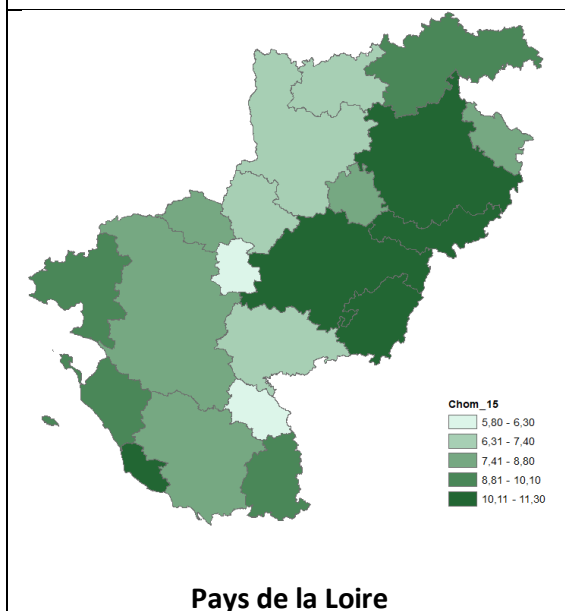 Chom_15
5,80 - 6,30
6,31 - 7,40
7,41 - 8,80
8,81 - 10,10
10,11 - 11,30
Pays de la Loire